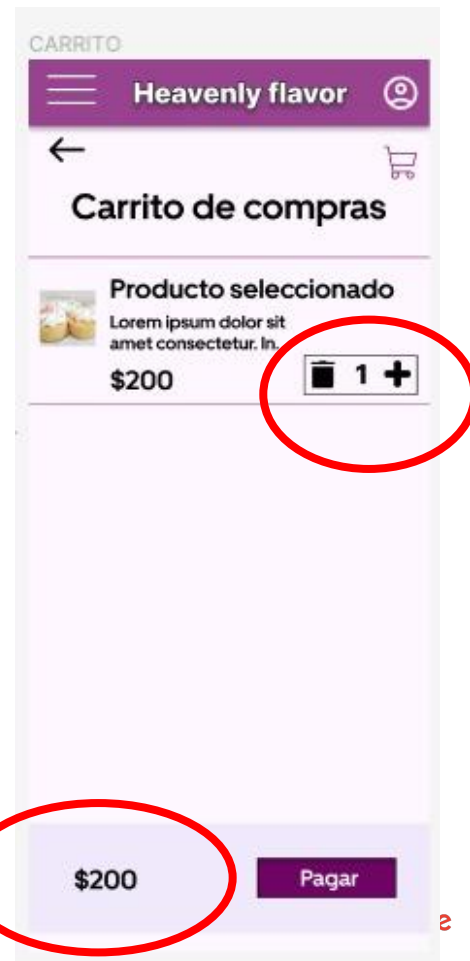 CARRITO
Heavenly flavor
Carrito de compras
Producto seleccionado
Lorem ipsum dolor sit
amet consectetur. In.
$200
1
$200
Pagar
e